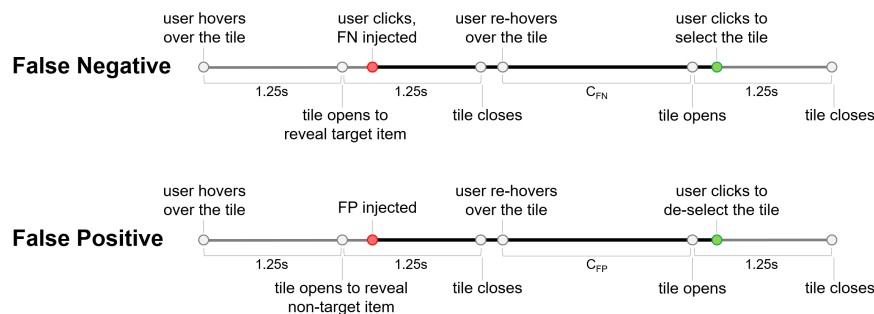 user hovers
over the tile
user clicks,
FN injected
user re-hovers
over the tile
user clicks to
select the tile
False Negative
1.25s
1.25s
C_FN
1.25s
tile opens to
reveal target item
tile closes
tile opens
tile closes
user hovers
over the tile
FP injected
user re-hovers
over the tile
user clicks to
de-select the tile
False Positive
1.25s
1.25s
C_FP
1.25s
tile opens to reveal
non-target item
tile closes
tile opens
tile closes